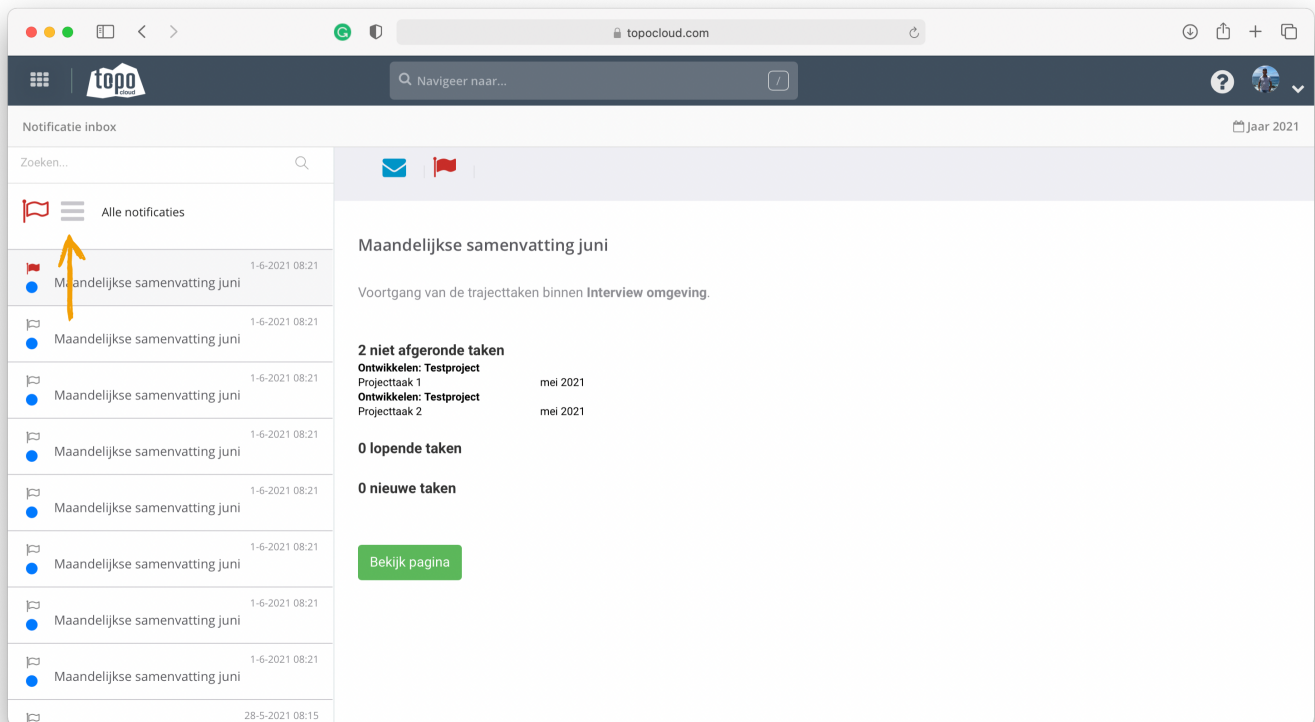 topocloud.com
topo
cloud
Navigeer naar...
/
?
Notificatie inbox
Jaar 2021
Zoeken...
Alle notificaties
1-6-2021 08:21
Maandelijkse samenvatting juni
1-6-2021 08:21
Maandelijkse samenvatting juni
1-6-2021 08:21
Maandelijkse samenvatting juni
1-6-2021 08:21
Maandelijkse samenvatting juni
1-6-2021 08:21
Maandelijkse samenvatting juni
1-6-2021 08:21
Maandelijkse samenvatting juni
1-6-2021 08:21
Maandelijkse samenvatting juni
1-6-2021 08:21
Maandelijkse samenvatting juni
28-5-2021 08:15
Maandelijkse samenvatting juni
Voortgang van de trajecttaken binnen Interview omgeving.
2 niet afgeronde taken
Ontwikkelen: Testproject
Projecttaak 1 mei 2021
Ontwikkelen: Testproject
Projecttaak 2 mei 2021
0 lopende taken
0 nieuwe taken
Bekijk pagina